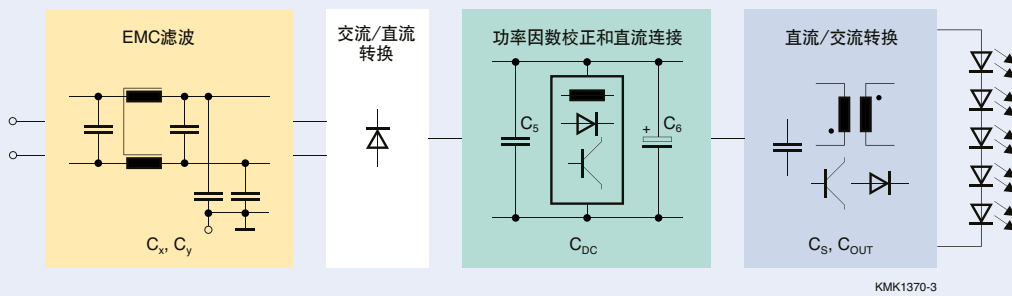 EMC滤波
交流/直流
转换
功率因数校正和直流连接
直流/交流转换
C5
+
C6
Cx, Cy
CDC
CS, COUT
KMK1370-3